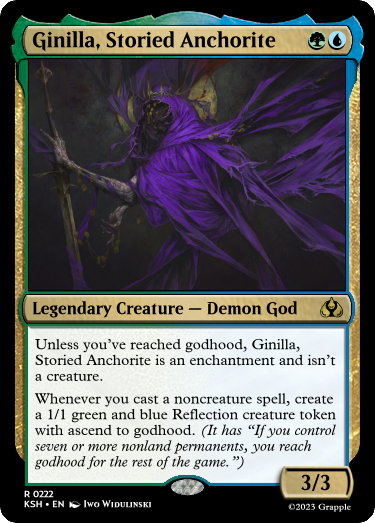 Ginilla, Storied Anchorite
Legendary Creature — Demon God
Unless you've reached godhood, Ginilla,
Storied Anchorite is an enchantment and isn't
a creature.
Whenever you cast a noncreature spell, create
a 1/1 green and blue Reflection creature token
with ascend to godhood. (It has “If you control
seven or more nonland permanents, you reach
godhood for the rest of the game.”)
3/3
R 0222
KSH • EN Iwo Widulinski
©2023 Grapple